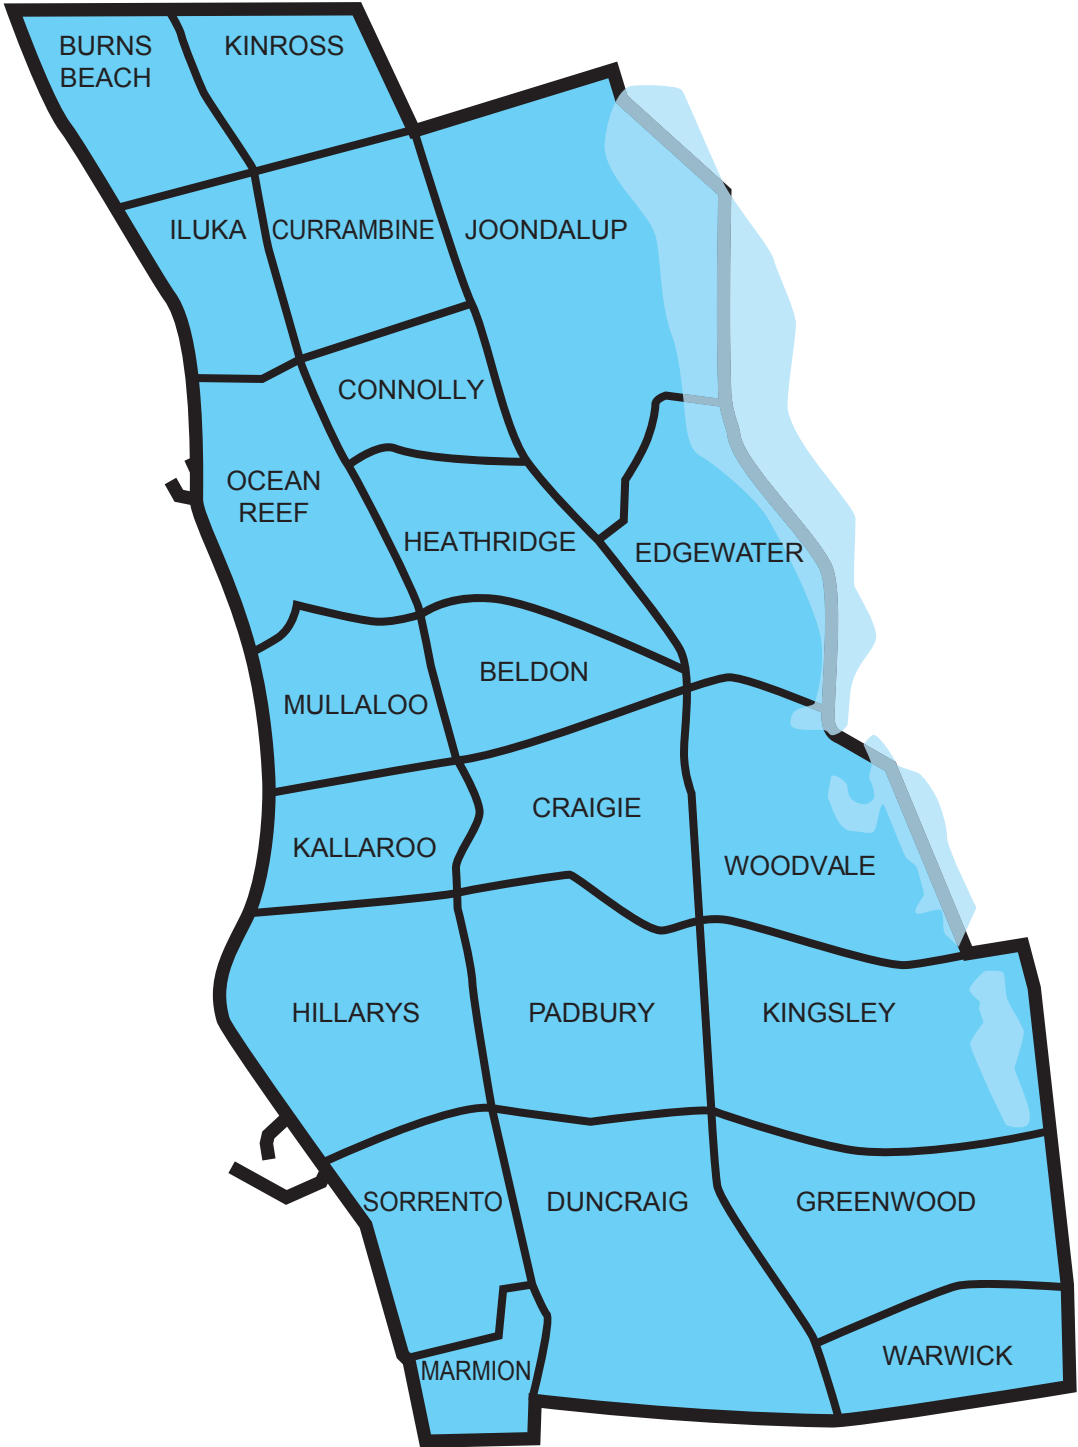 BURNS
BEACH
KINROSS
ILUKA
CURRAMBINE
JOONDALUP
CONNOLLY
OCEAN
REEF
HEATHRIDGE
EDGEWATER
BELDON
MULLALOO
CRAIGIE
KALLAROO
WOODVALE
HILLARYS
PADBURY
KINGSLEY
SORRENTO
DUNCRAIG
GREENWOOD
WARWICK
MARMION